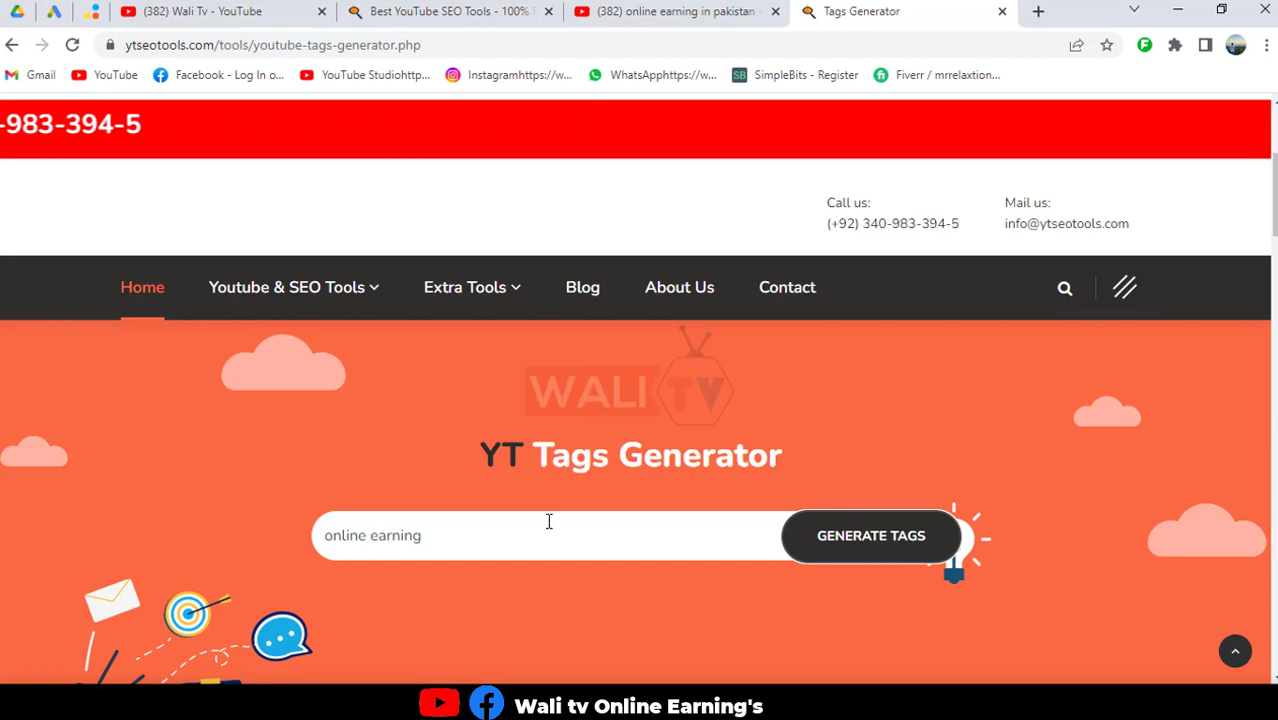 (382) Wali Tv - YouTube
Best YouTube SEO Tools - 100% F
(382) online earning in pakistan -
Tags Generator
ytseotools.com/tools/youtube-tags-generator.php
Gmail
YouTube
Facebook - Log In o...
YouTube Studiohttp...
Instagramhttps://w...
WhatsApphttps://w...
SB
SimpleBits - Register
fi
Fiverr / mrrelaxtion...
-983-394-5
Call us:
(+92) 340-983-394-5
Mail us:
info@ytseotools.com
Home
Youtube & SEO Tools
Extra Tools
Blog
About Us
Contact
WALI TV
YT Tags Generator
online earning
GENERATE TAGS
Wali tv Online Earning's